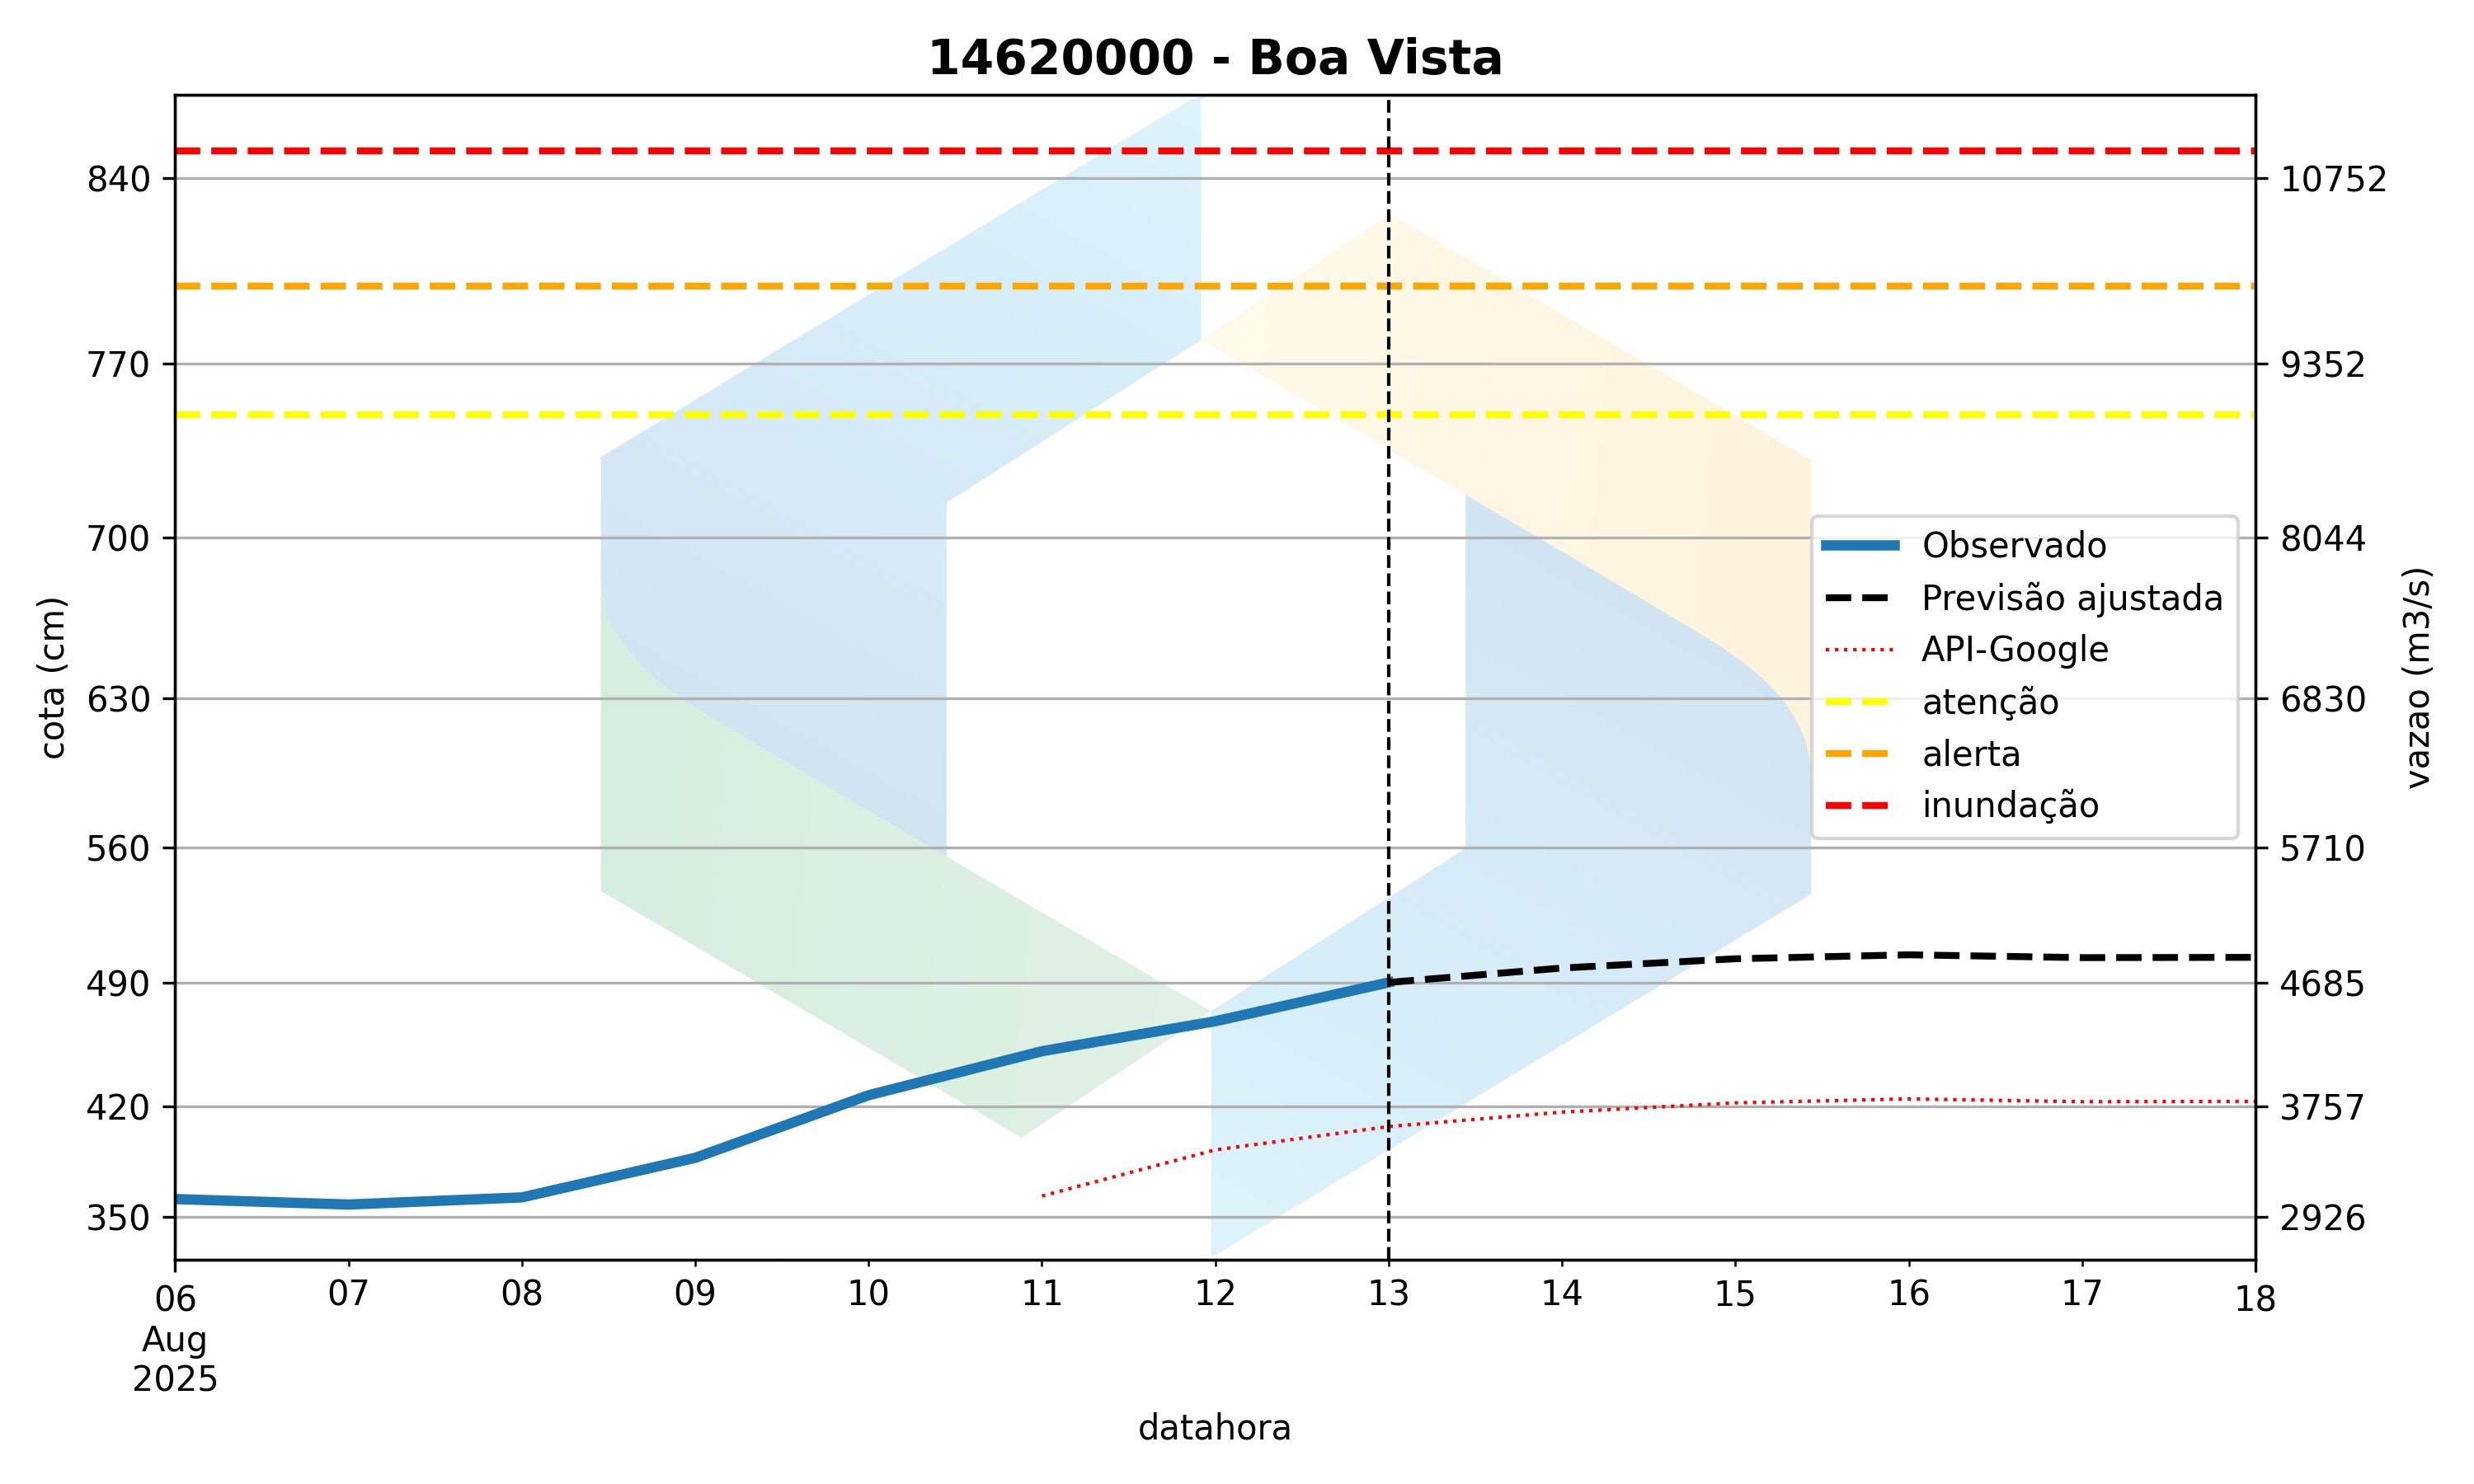 14620000 - Boa Vista
840
770
700
630
560
490
420
350
cota (cm)
10752
9352
8044
6830
5710
4685
3757
2926
vazao (m3/s)
Observado
Previsão ajustada
API-Google
atenção
alerta
inundação
06 07 08 09 10 11 12 13 14 15 16 17 18
Aug
2025
datahora